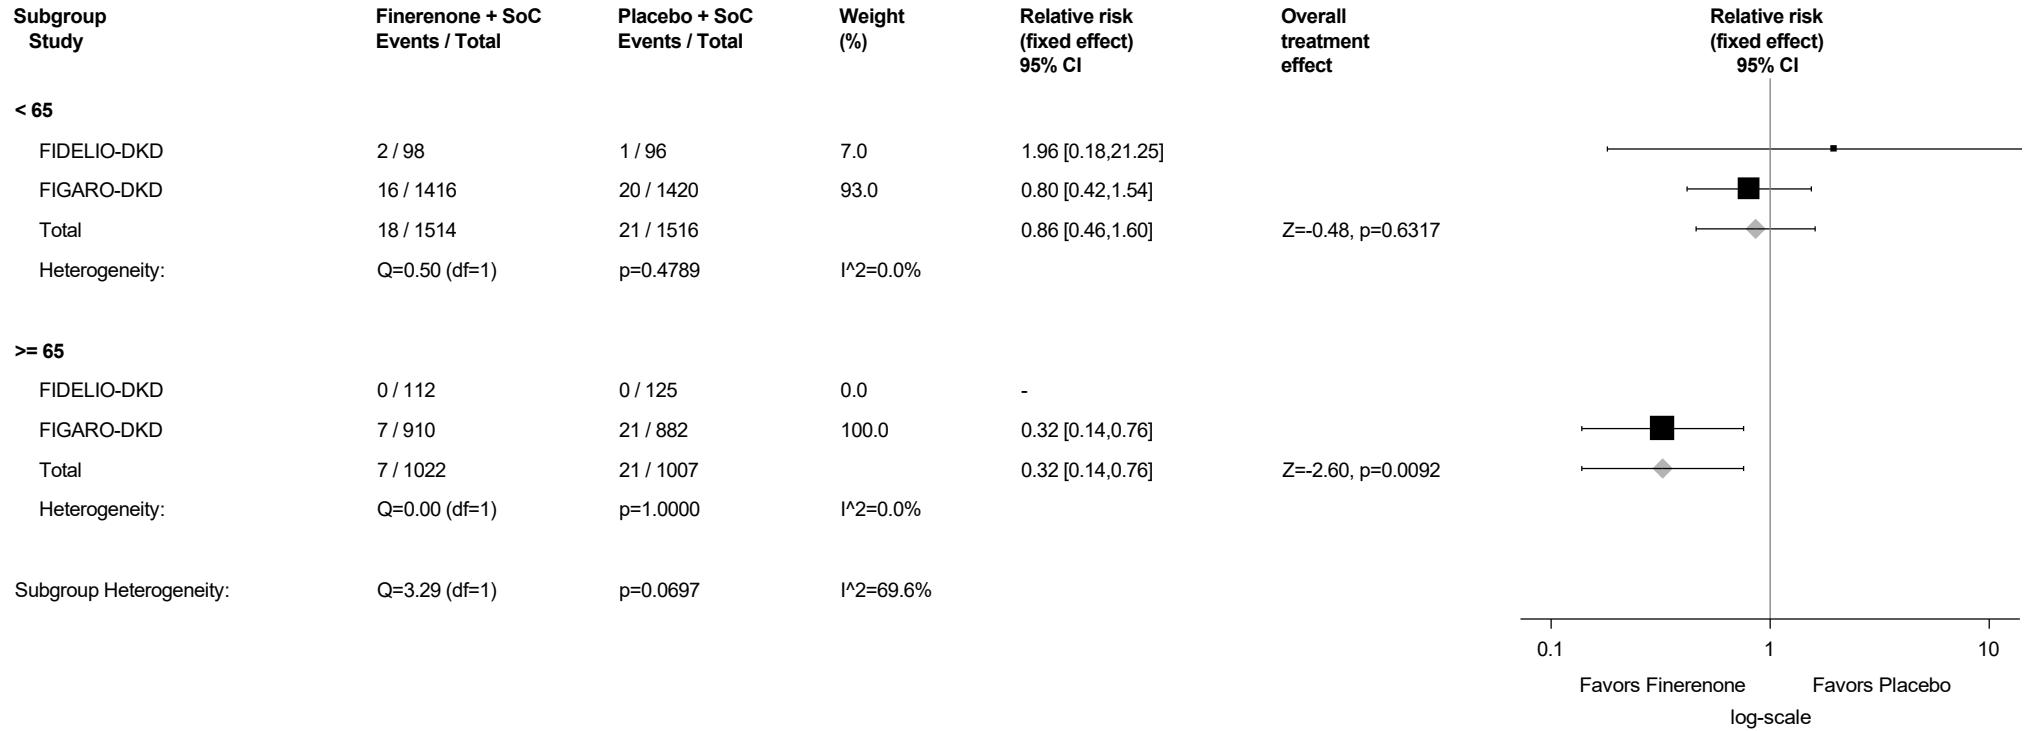 Subgroup Finerenone + SoC Placebo + SoC Weight Relative risk Overall Relative risk
Study Events / Total Events / Total (%) (fixed effect) treatment (fixed effect)
95% CI effect 95% CI
< 65
FIDELIO-DKD 2 / 98 1 / 96 7.0 1.96 [0.18,21.25]
FIGARO-DKD 16 / 1416 20 / 1420 93.0 0.80 [0.42,1.54]
Total 18 / 1514 21 / 1516 0.86 [0.46,1.60] Z=-0.48, p=0.6317
Heterogeneity: Q=0.50 (df=1) p=0.4789 I^2=0.0%
>= 65
FIDELIO-DKD 0 / 112 0 / 125 0.0 -
FIGARO-DKD 7 / 910 21 / 882 100.0 0.32 [0.14,0.76]
Total 7 / 1022 21 / 1007 0.32 [0.14,0.76] Z=-2.60, p=0.0092
Heterogeneity: Q=0.00 (df=1) p=1.0000 I^2=0.0%
Subgroup Heterogeneity: Q=3.29 (df=1) p=0.0697 I^2=69.6%
0.1 1 10
Favors Finerenone Favors Placebo
log-scale